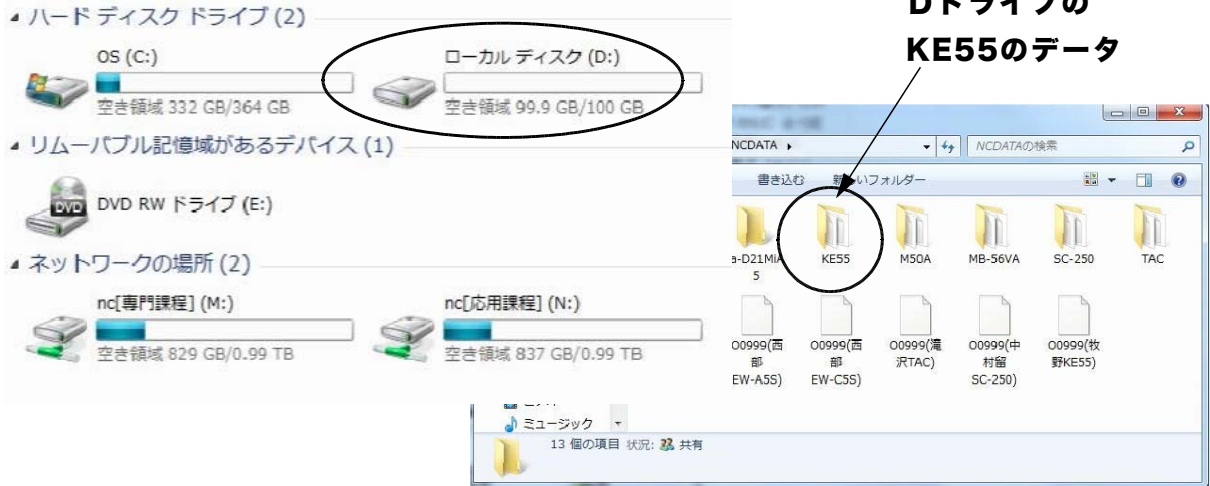 Dドライブの
KE55のデータ
ハード ディスク ドライブ (2)
OS (C:)
空き領域 332 GB/364 GB
ローカル ディスク (D:)
空き領域 99.9 GB/100 GB
リムーバブル記憶域があるデバイス (1)
DVD RW ドライブ (E:)
ネットワークの場所 (2)
nc[専門課程] (M:)
空き領域 829 GB/0.99 TB
nc[応用課程] (N:)
空き領域 837 GB/0.99 TB
NCDATA
NCDATAの検索
書き込む
フォルダー
KE55
M50A
MB-56VA
SC-250
TAC
O0999(西
部
EW-A5S)
O0999(西
部
EW-C5S)
O0999(滝
沢TAC)
O0999(中
村留
SC-250)
O0999(牧
野KE55)
ミュージック
13 個の項目 状況: 共有